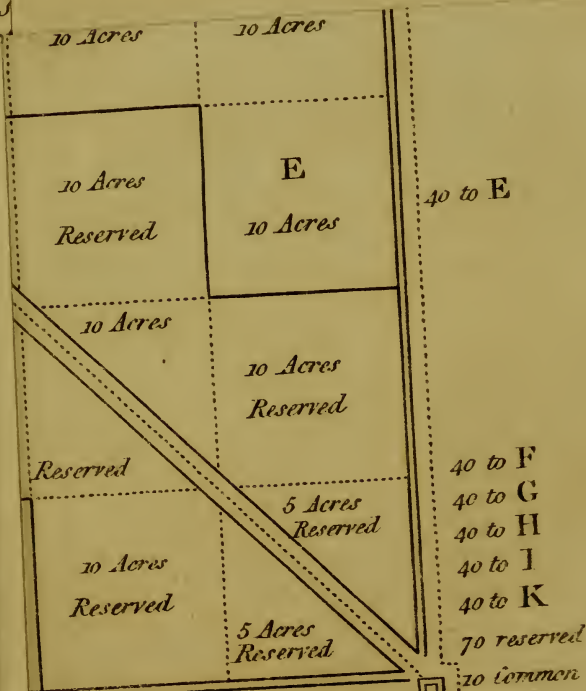 10 Acres
10 Acres
10 Acres
Reserved
E
10 Acres
40 to E
10 Acres
10 Acres
Reserved
Reserved
5 Acres
Reserved
10 Acres
Reserved
5 Acres
Reserved
40 to F
40 to G
40 to H
40 to I
40 to K
70 reserved
10 Common